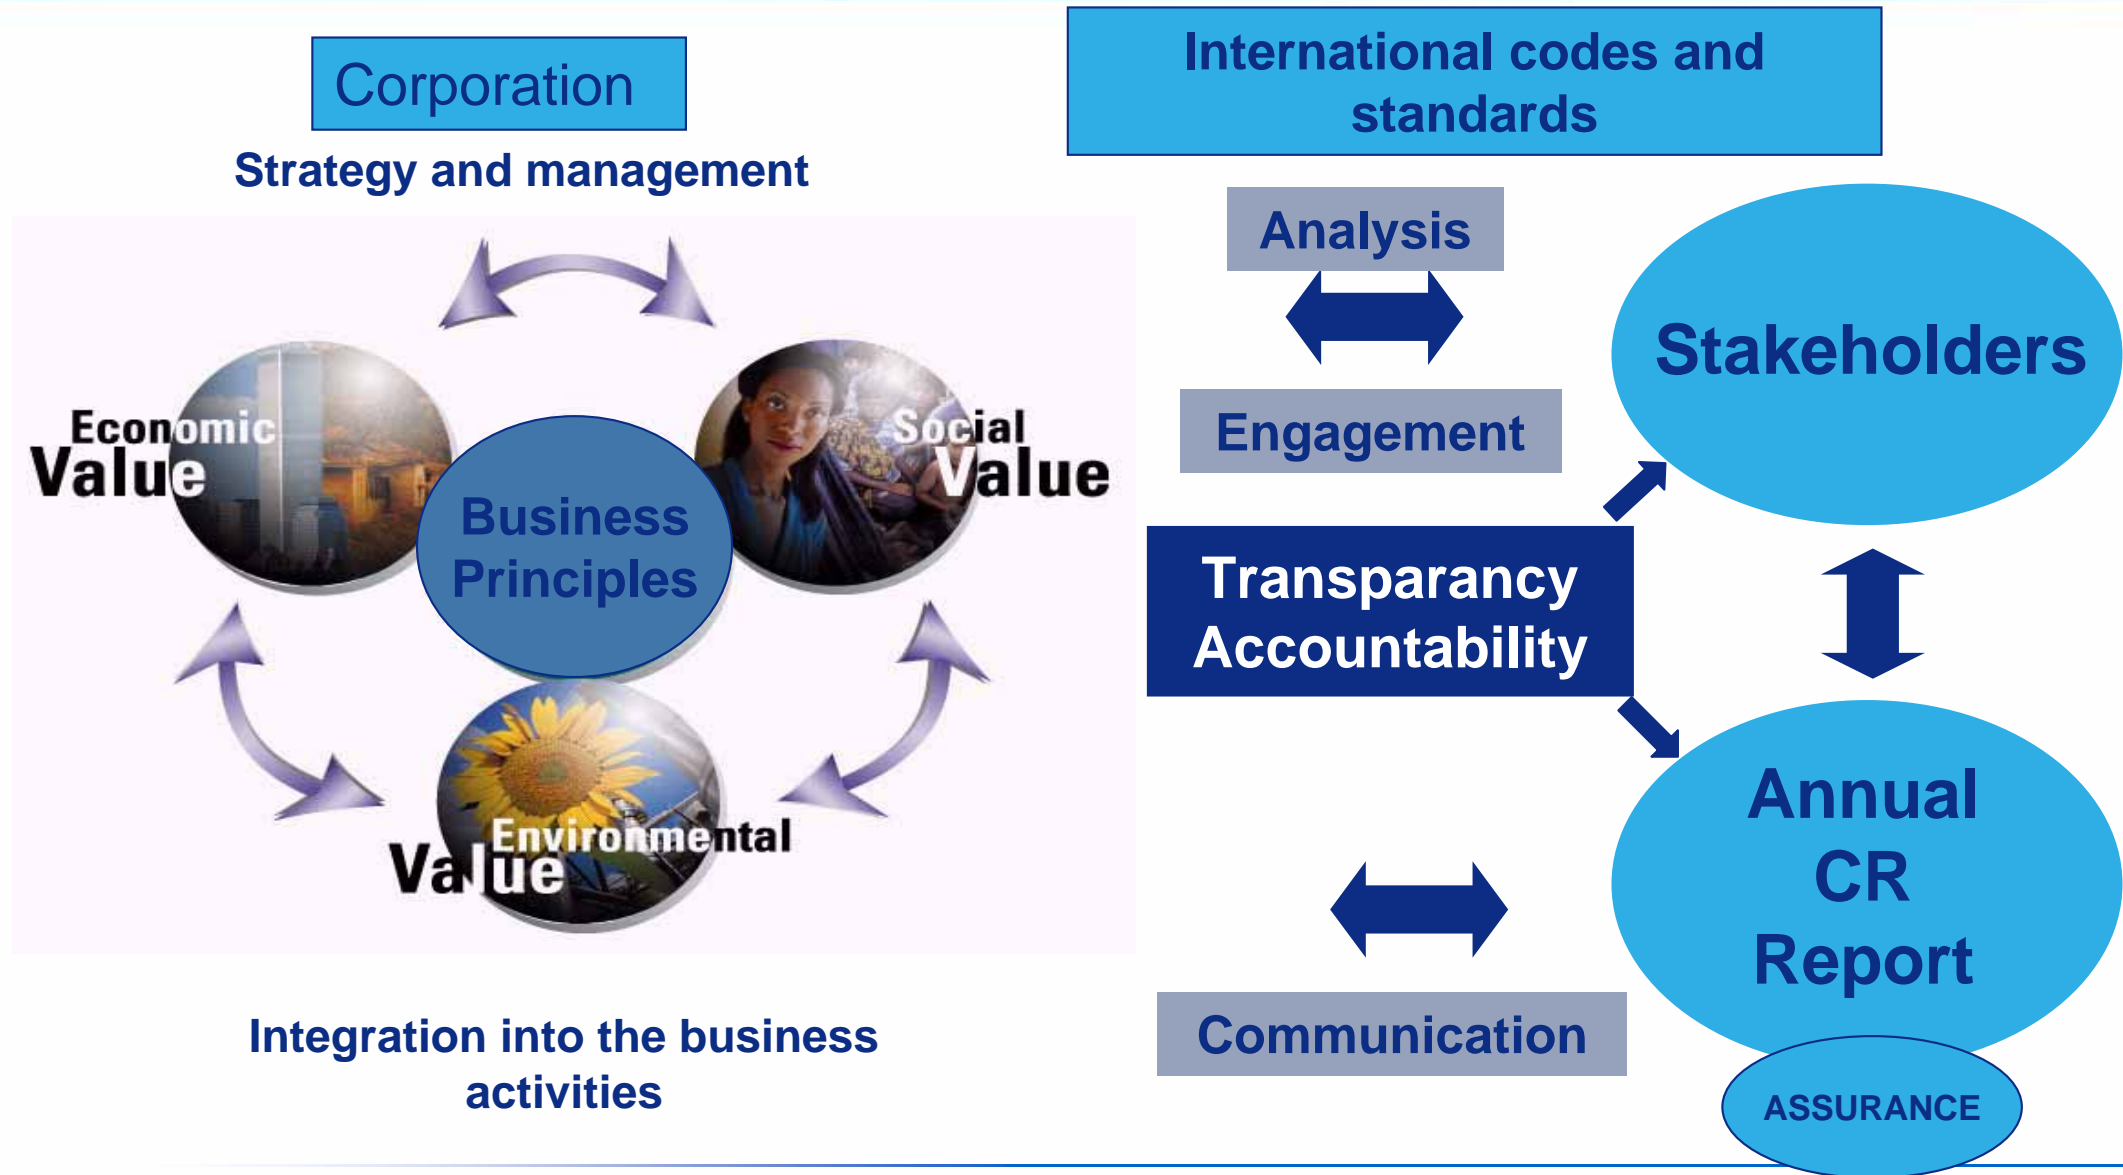 Corporation
Strategy and management
Economic
Value
Social
Value
Business
Principles
Environmental
Value
Integration into the business
activities
International codes and
standards
Analysis
Engagement
Stakeholders
Transparancy
Accountability
Annual
CR
Report
Communication
ASSURANCE